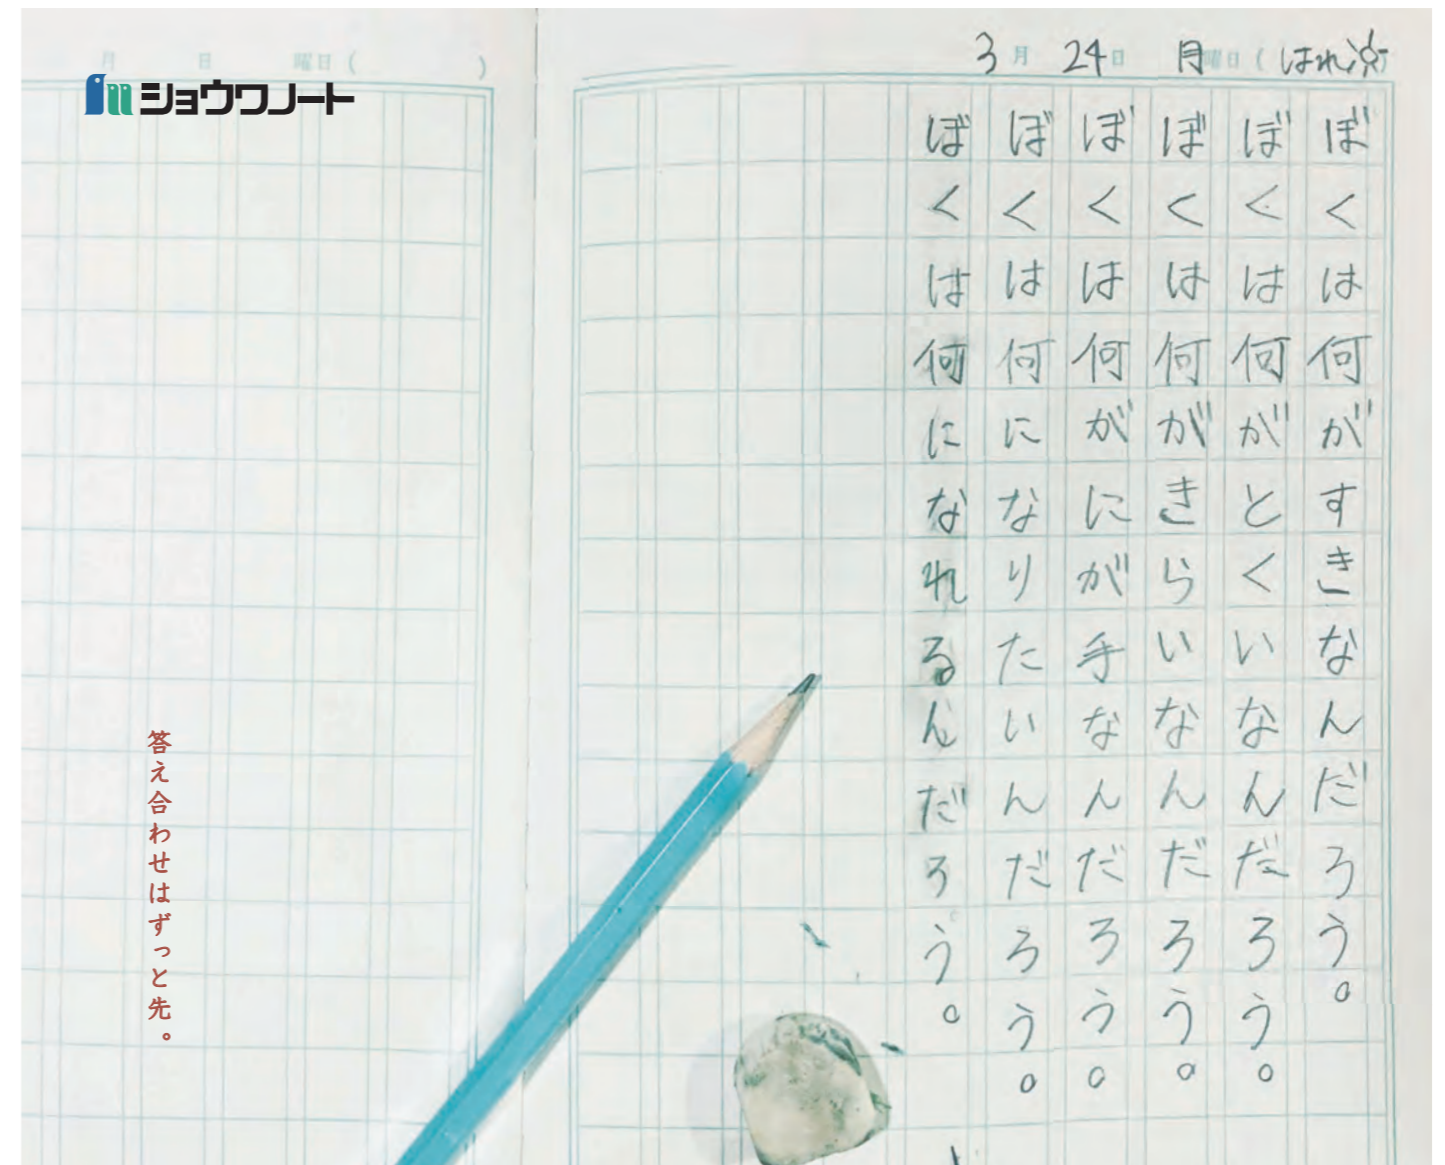 3月 24日 月曜日(はれ)
ぼくは何がすきなんだろう。
ぼくは何がとくいなんだろう。
ぼくは何がきらいなんだろう。
ぼくは何がにが手なんだろう。
ぼくは何になりたいんだろう。
ぼくは何になれるんだろう。
月 日 曜日( )
ショウワノート
答え合わせはずっと先。